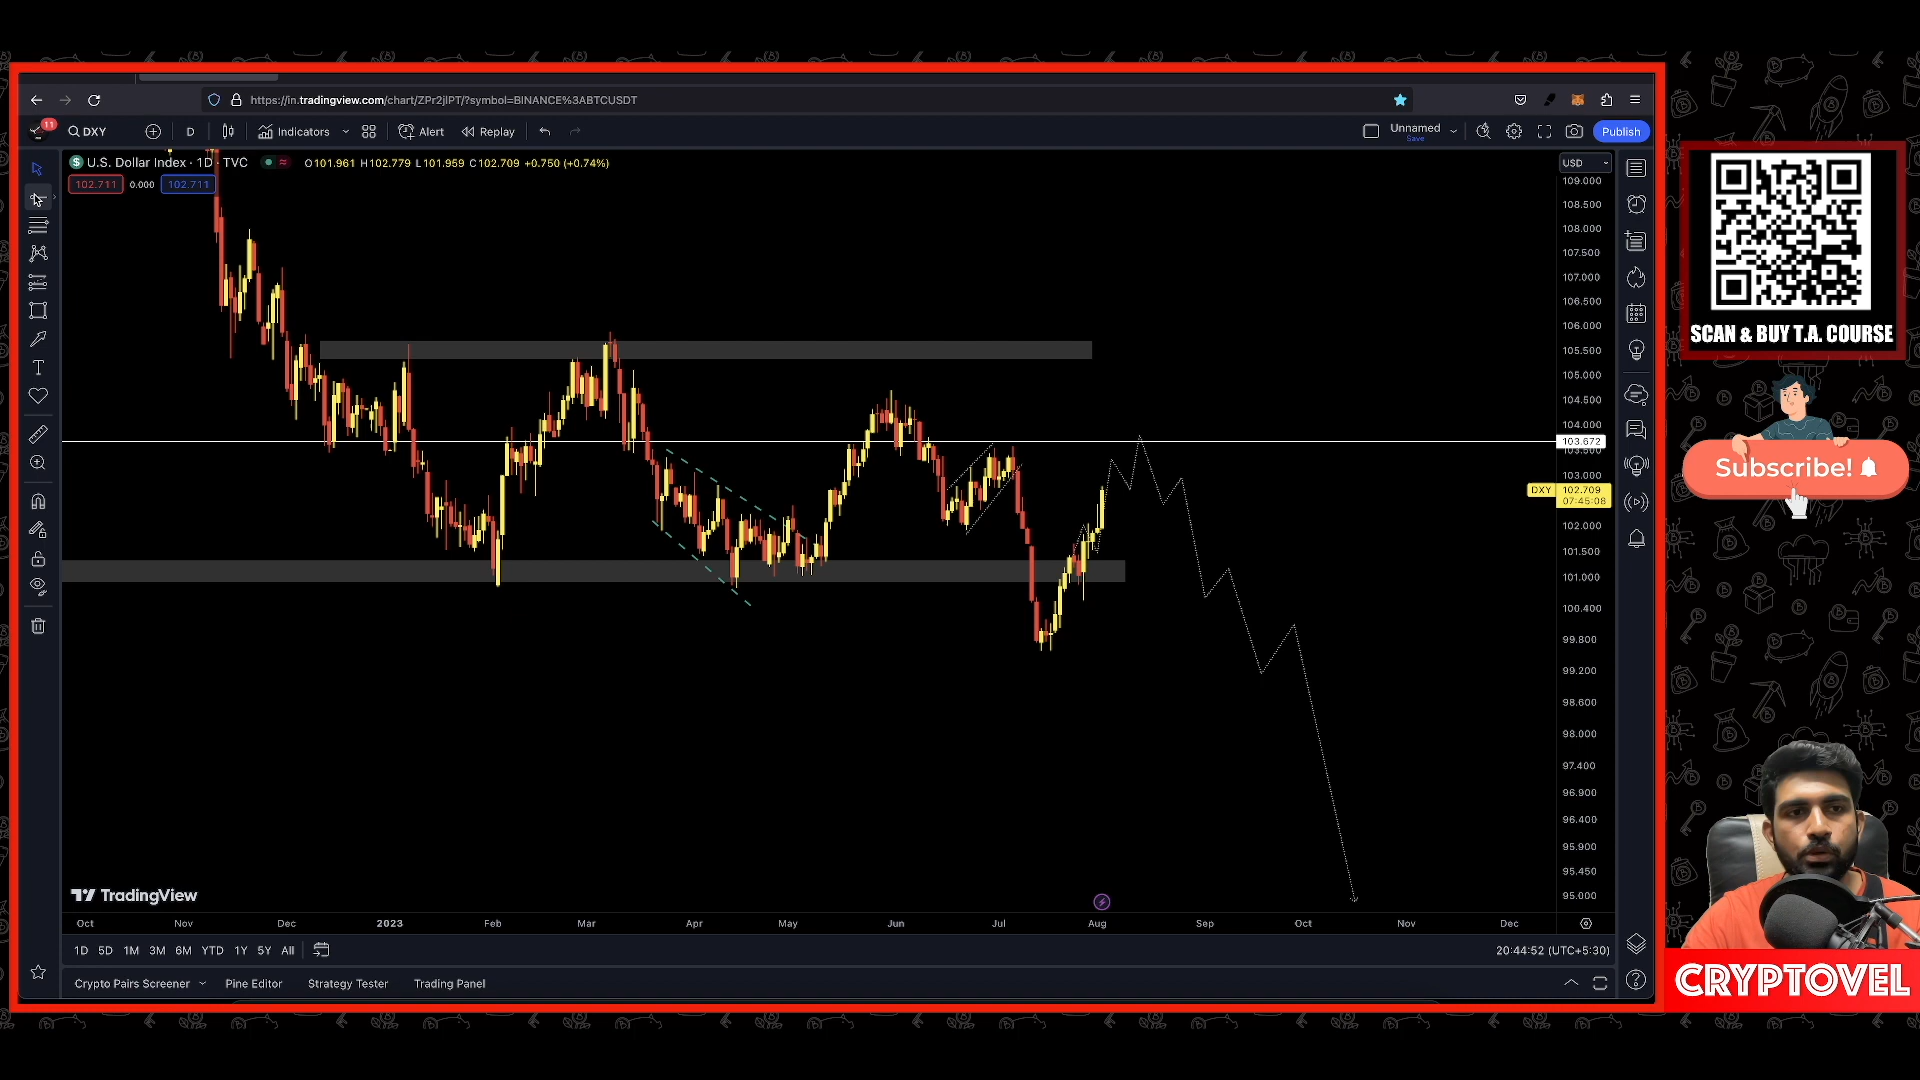 https://in.tradingview.com/chart/ZPr2jlPT/?symbol=BINANCE%3ABTCUSDT
11
DXY
D
Indicators
Alert
Replay
Unnamed
Save
Publish
U.S. Dollar Index · 1D · TVC
O101.961 H102.779 L101.959 C102.709 +0.750 (+0.74%)
102.711
0.000
102.711
USD
109.000
108.500
108.000
107.500
107.000
106.500
106.000
105.500
105.000
104.500
104.000
103.672
103.500
103.000
DXY 102.709
07:45:08
102.000
101.500
101.000
100.400
99.800
99.200
98.600
98.000
97.400
96.900
96.400
95.900
95.450
95.000
TradingView
Oct Nov Dec 2023 Feb Mar Apr May Jun Jul Aug Sep Oct Nov Dec
1D 5D 1M 3M 6M YTD 1Y 5Y All
20:44:52 (UTC+5:30)
Crypto Pairs Screener
Pine Editor
Strategy Tester
Trading Panel
SCAN & BUY T.A. COURSE
Subscribe!
CRYPTOVEL